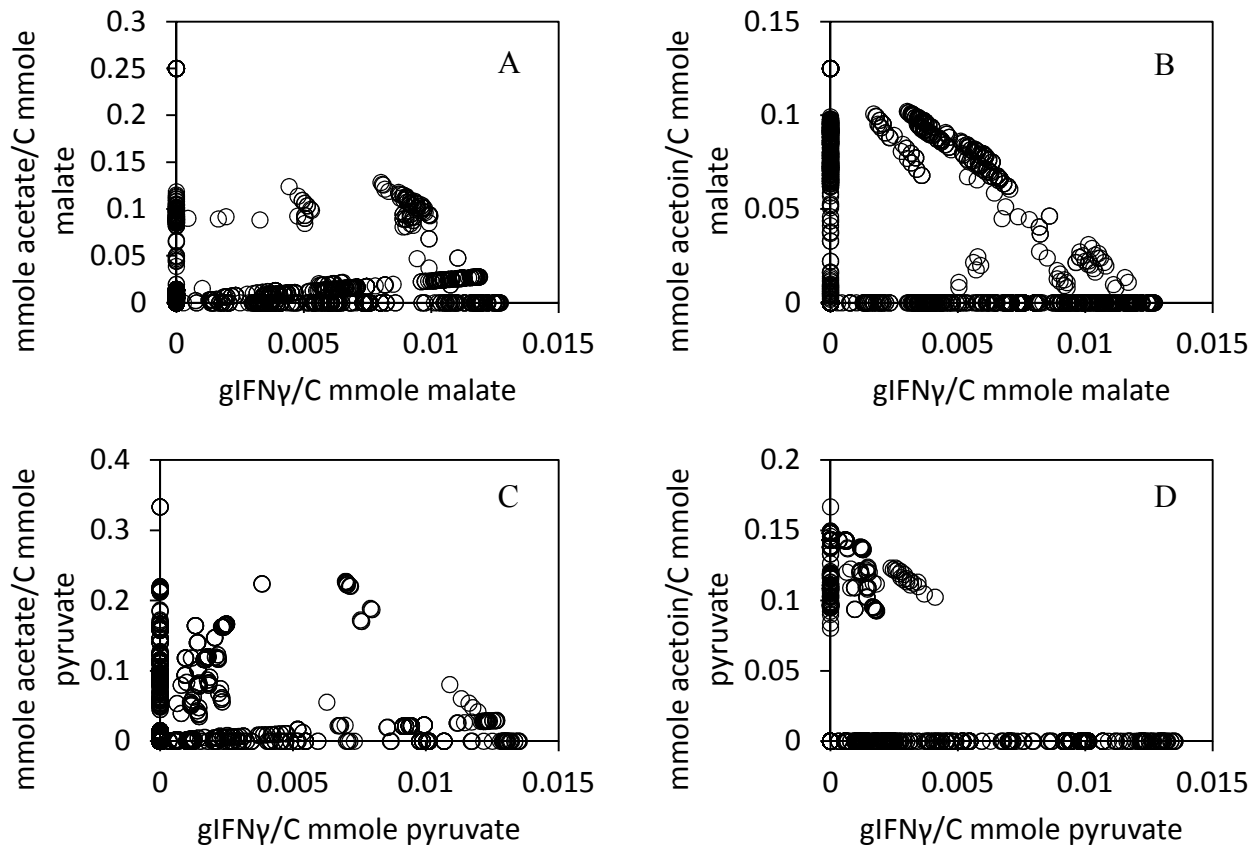 A
0.3
0.25
0.2
0.15
0.1
0.05
0
mmole acetate/C mmole
malate
0
0.005
0.01
0.015
gIFNγ/C mmole malate
B
0.15
0.1
0.05
0
mmole acetoin/C mmole
malate
0
0.005
0.01
0.015
gIFNγ/C mmole malate
C
0.4
0.3
0.2
0.1
0
mmole acetate/C mmole
pyruvate
0
0.005
0.01
0.015
gIFNγ/C mmole pyruvate
D
0.2
0.15
0.1
0.05
0
mmole acetoin/C mmole
pyruvate
0
0.005
0.01
0.015
gIFNγ/C mmole pyruvate